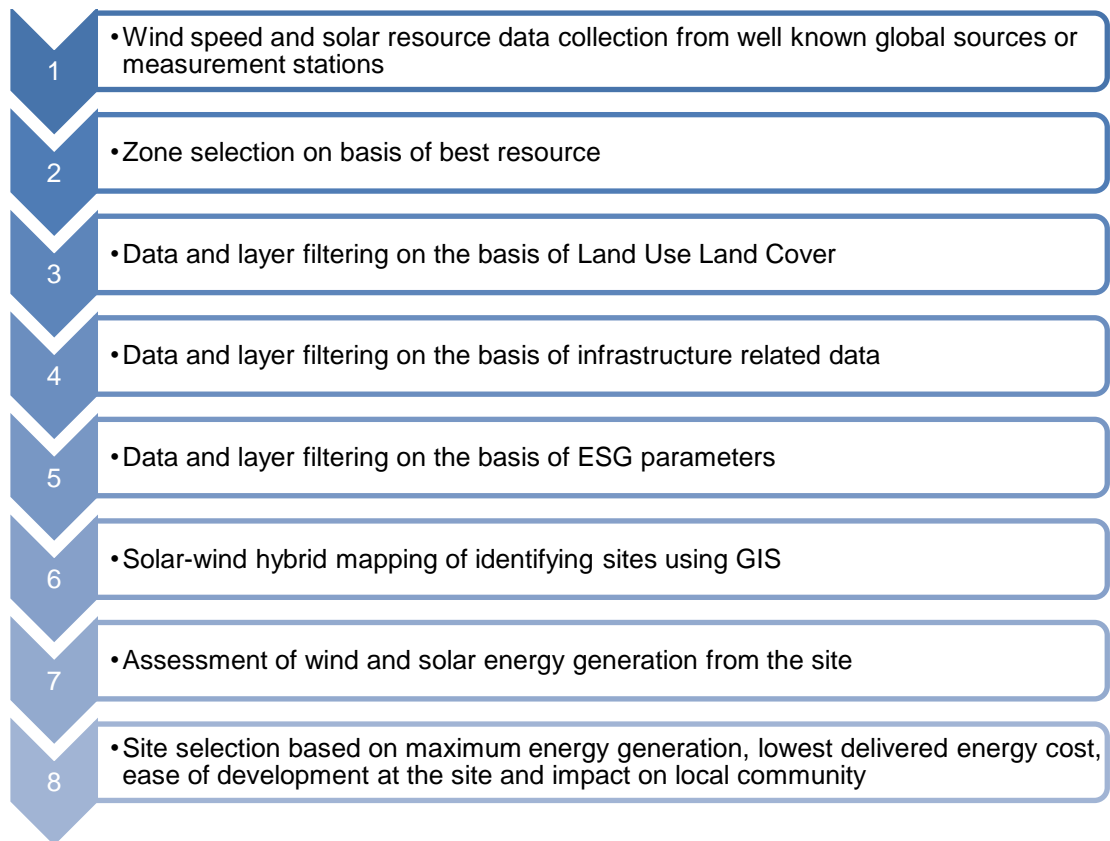 1
•Wind speed and solar resource data collection from well known global sources or
measurement stations
2
•Zone selection on basis of best resource
3
•Data and layer filtering on the basis of Land Use Land Cover
4
•Data and layer filtering on the basis of infrastructure related data
5
•Data and layer filtering on the basis of ESG parameters
6
•Solar-wind hybrid mapping of identifying sites using GIS
7
•Assessment of wind and solar energy generation from the site
8
•Site selection based on maximum energy generation, lowest delivered energy cost,
ease of development at the site and impact on local community